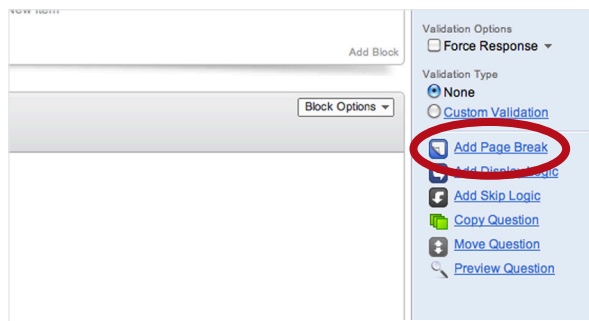 New Item
Add Block
Block Options
Validation Options
Force Response
Validation Type
None
Custom Validation
Add Page Break
Add Display Logic
Add Skip Logic
Copy Question
Move Question
Preview Question